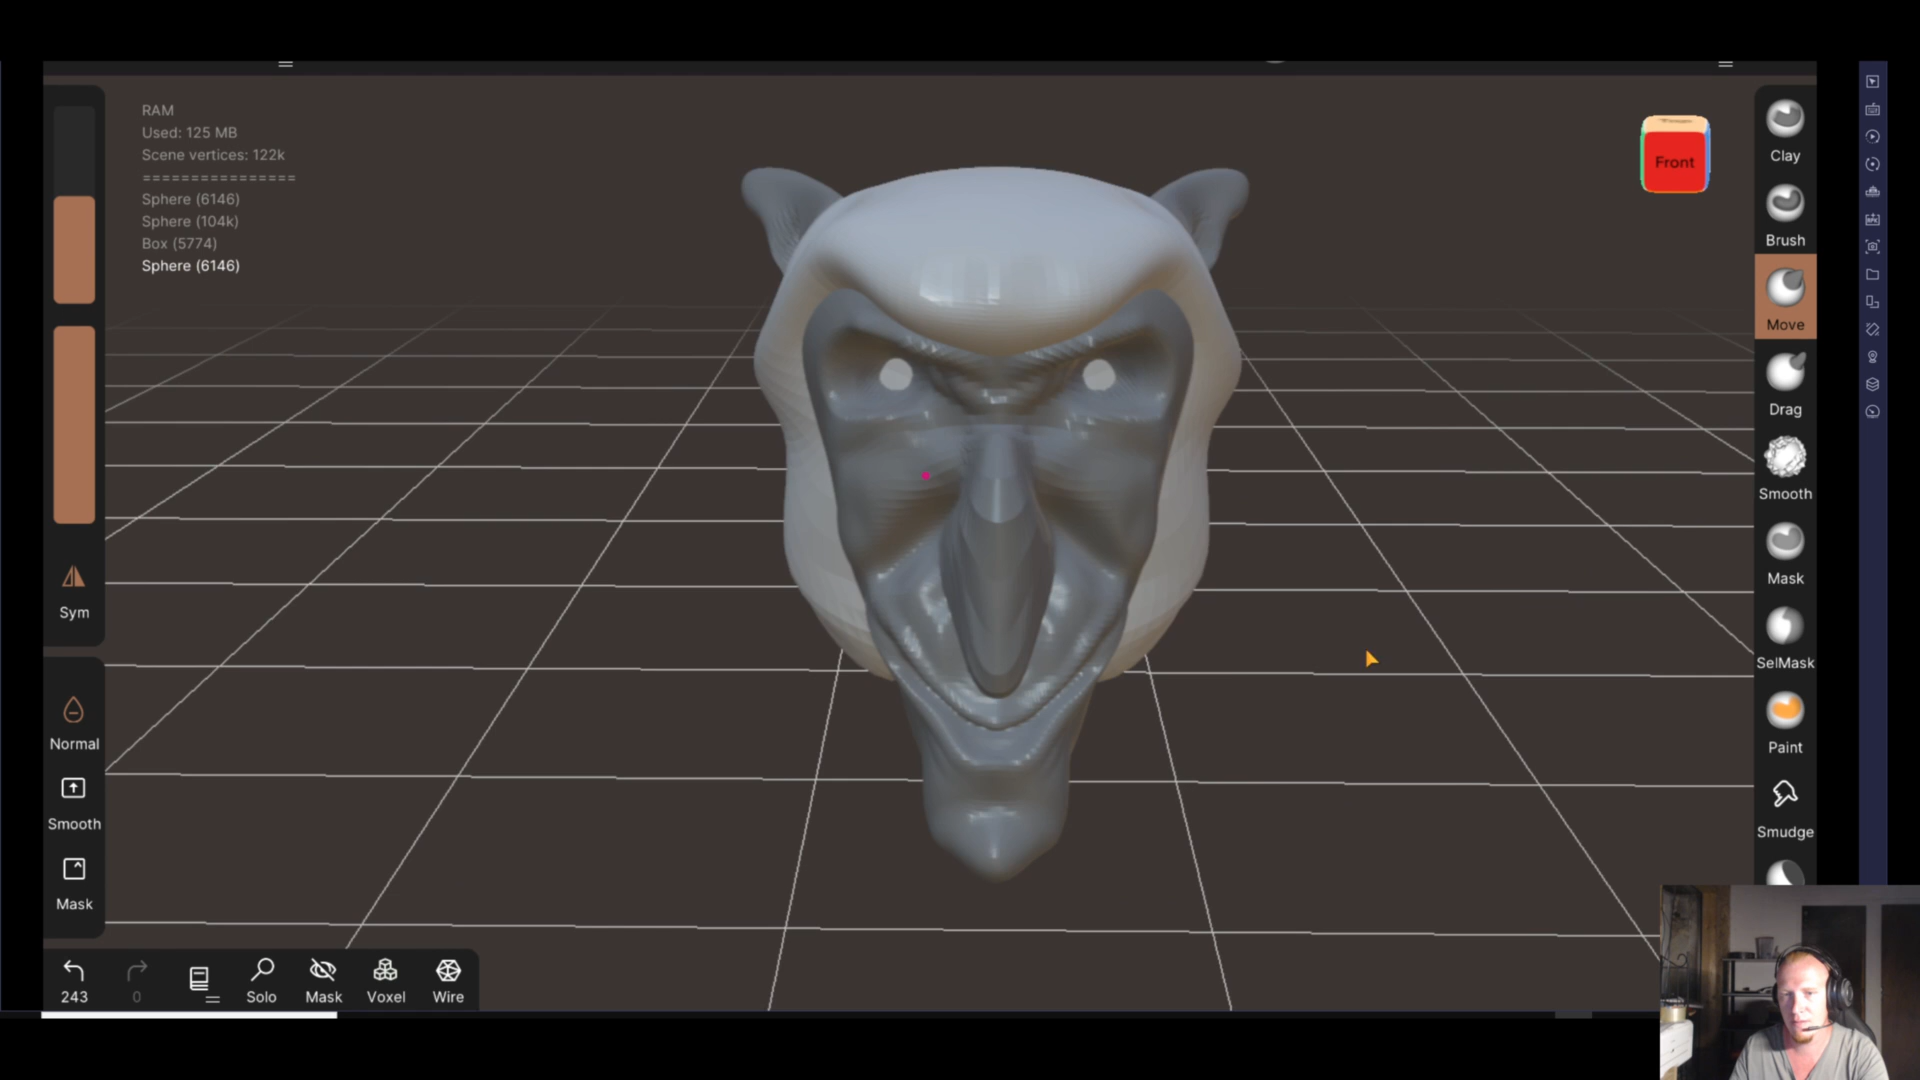 RAM
Used: 125 MB
Scene vertices: 122k
================
Sphere (6146)
Sphere (104k)
Box (5774)
Sphere (6146)
Front
Clay
Brush
Move
Drag
Smooth
Mask
SelMask
Paint
Smudge
Sym
Normal
Smooth
Mask
243
0
Solo
Mask
Voxel
Wire